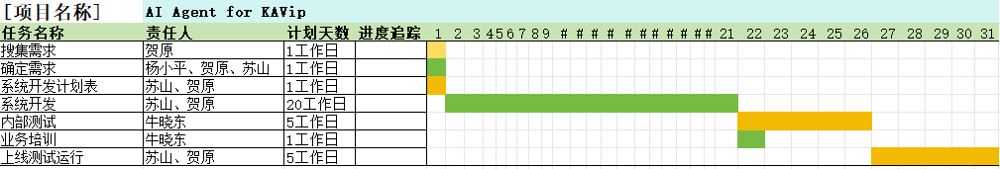 [项目名称] AI Agent for KAVip
任务名称 责任人 计划天数 进度追踪 1 2 3 4 5 6 7 8 9 # # # # # # # # # # # 21 22 23 24 25 26 27 28 29 30 31
搜集需求 贺原 1工作日
确定需求 杨小平、贺原、苏山 1工作日
系统开发计划表 苏山、贺原 1工作日
系统开发 苏山、贺原 20工作日
内部测试 牛晓东 5工作日
业务培训 牛晓东 1工作日
上线测试运行 苏山、贺原 5工作日